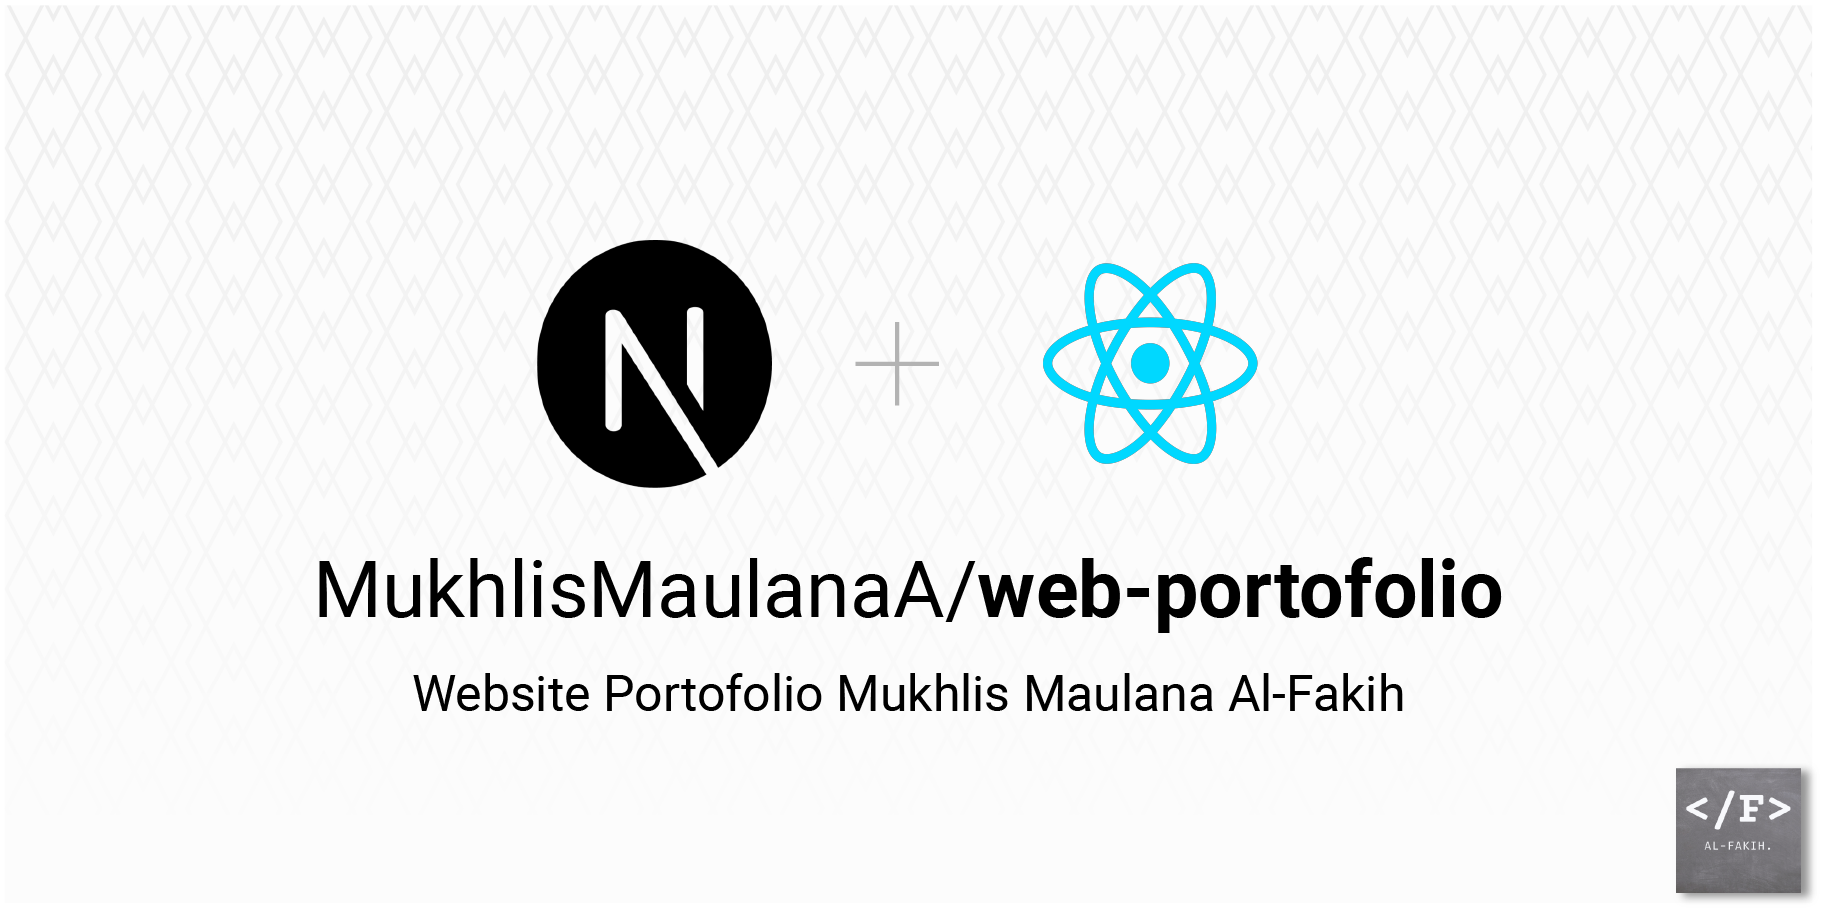 N
MukhlisMaulanaA/web-portofolio
Website Portofolio Mukhlis Maulana Al-Fakih
</F>
AL-FAKIH.